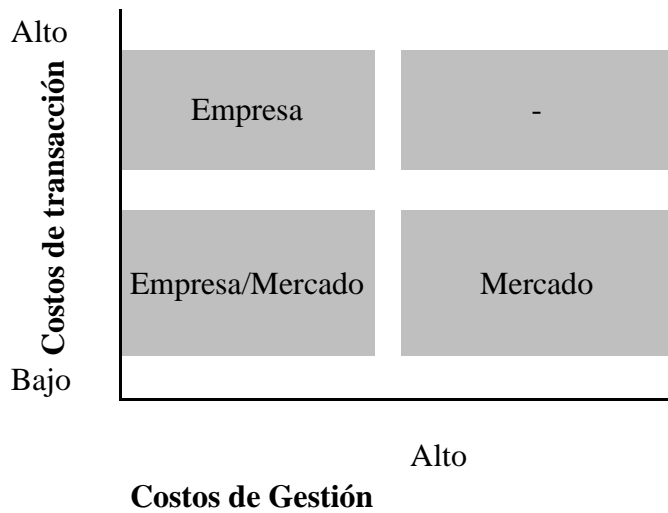 Alto
Costos de transacción
Empresa
-
Empresa/Mercado
Mercado
Bajo
Alto
Costos de Gestión